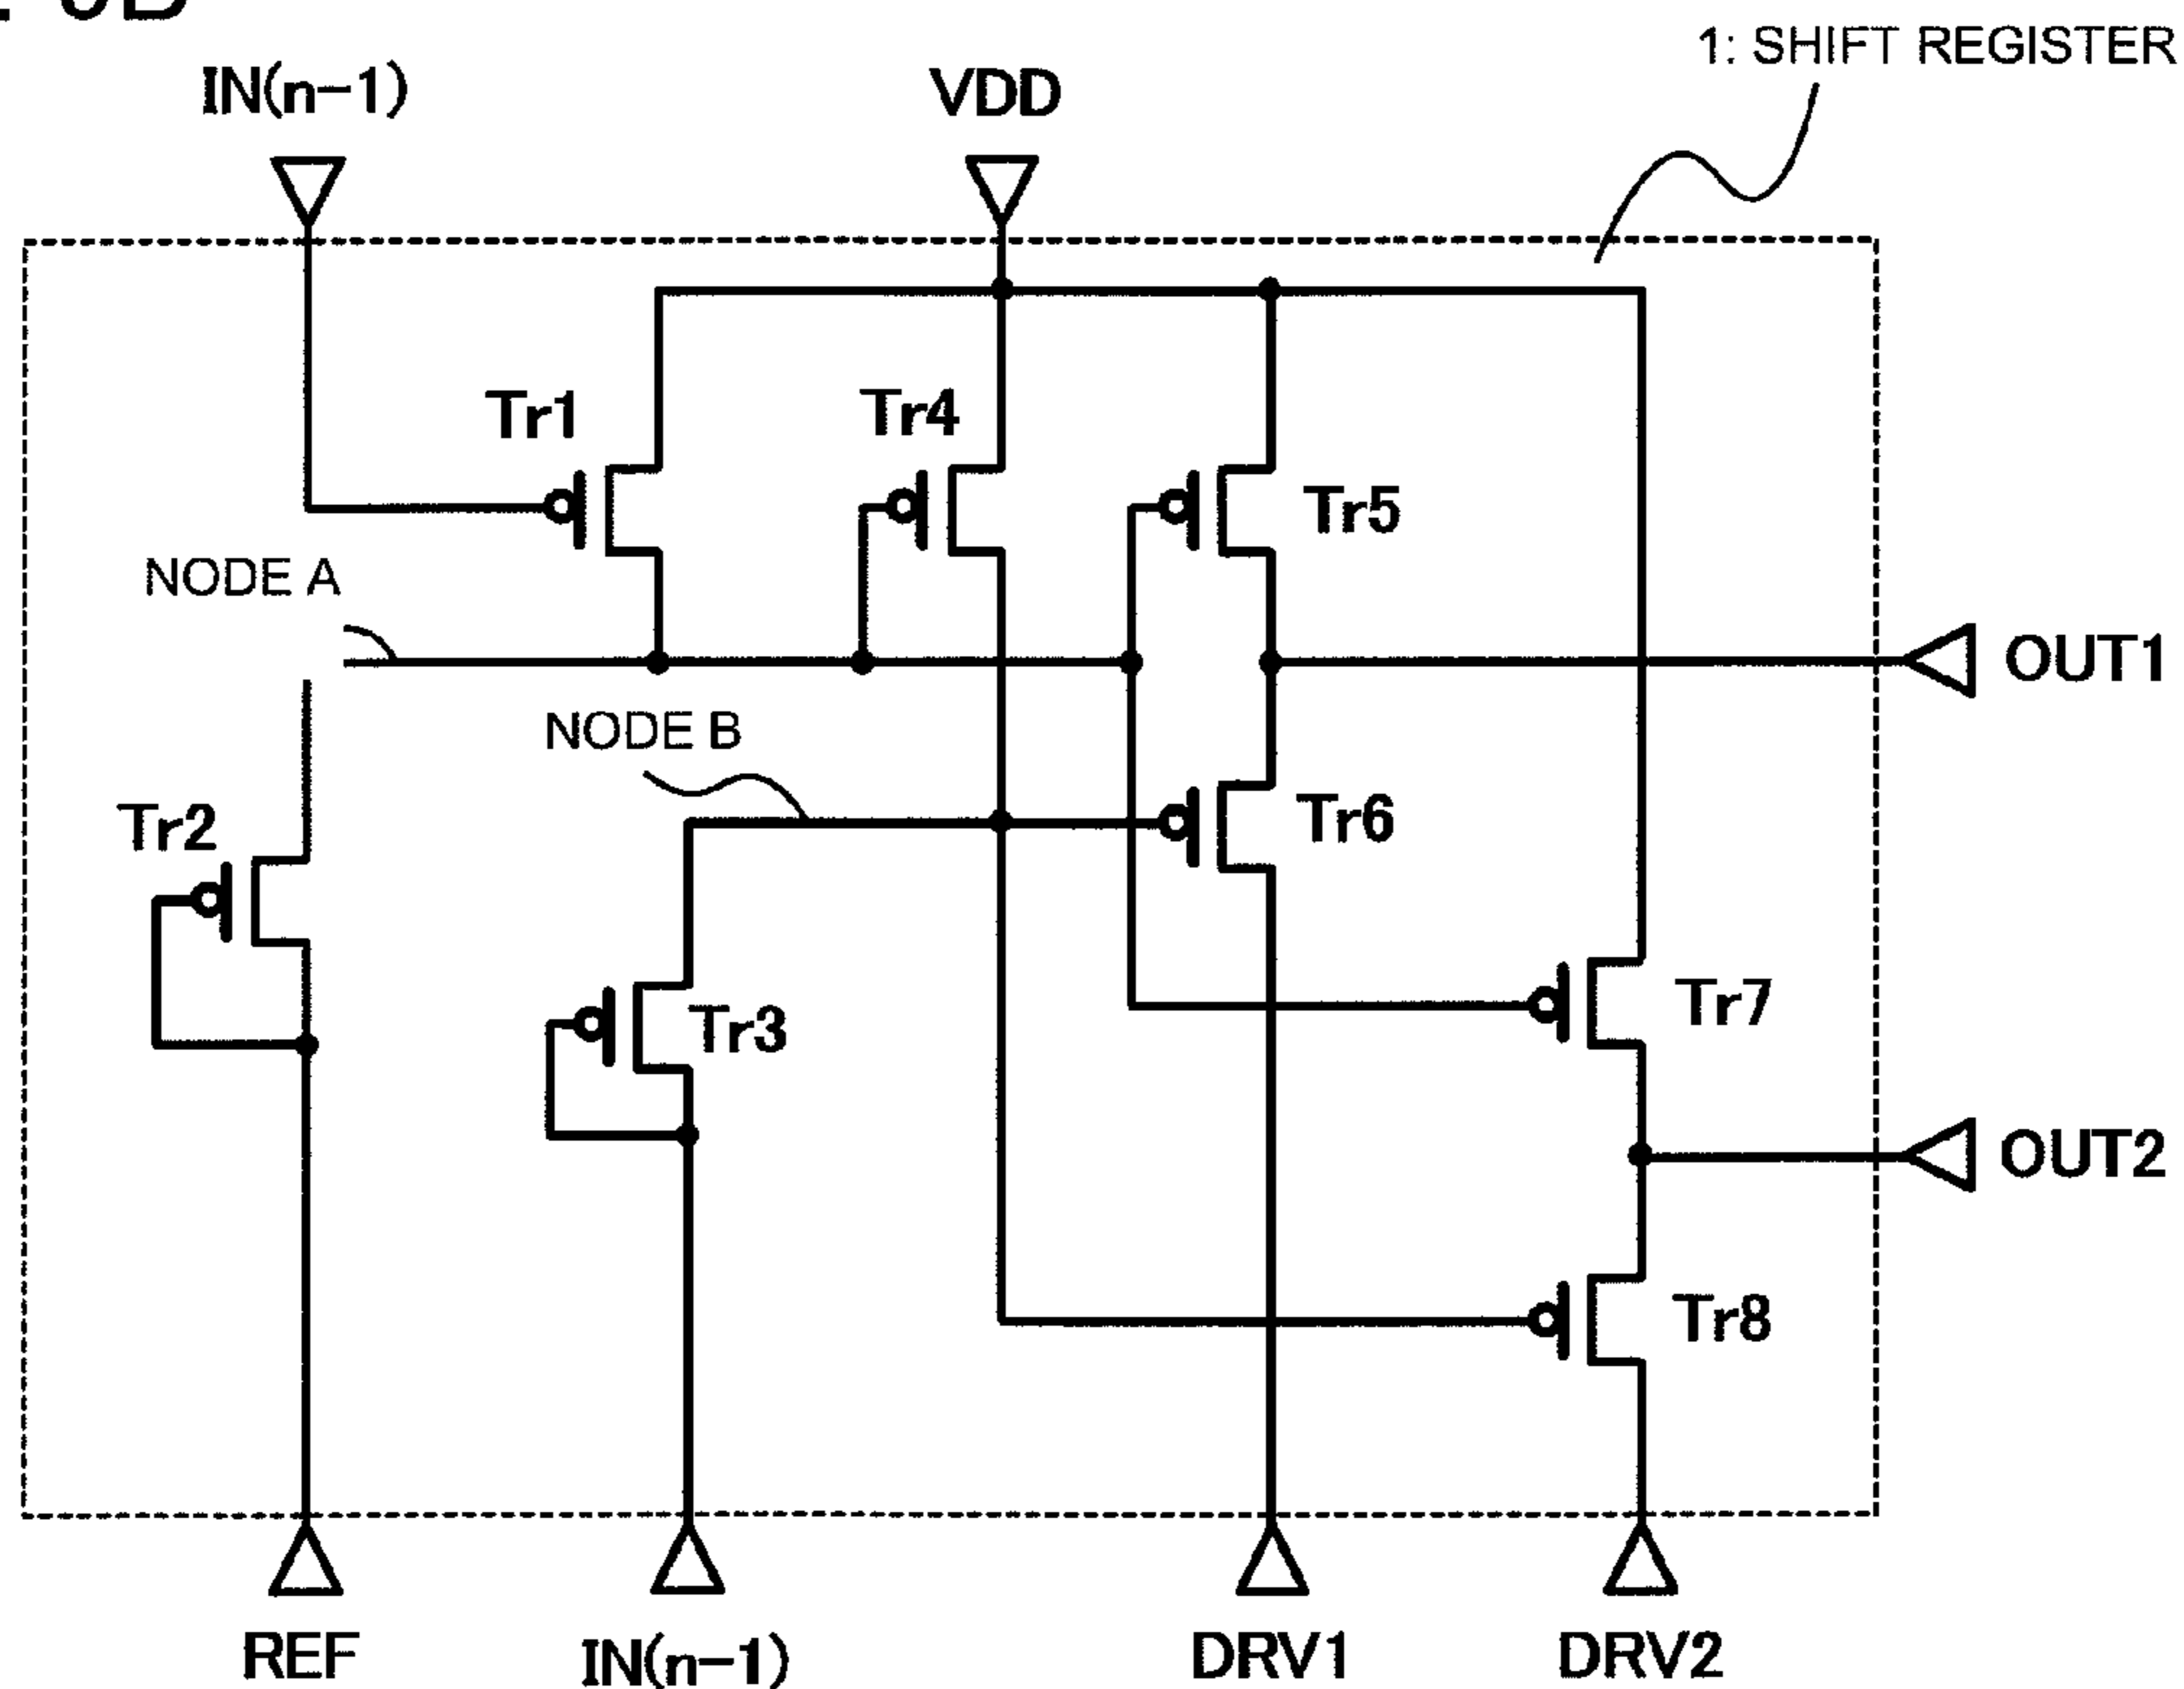 1: SHIFT REGISTER
IN(n-1)
VDD
Tr1
Tr4
Tr5
NODE A
OUT1
NODE B
Tr2
Tr6
Tr3
Tr7
OUT2
Tr8
REF
IN(n-1)
DRV1
DRV2